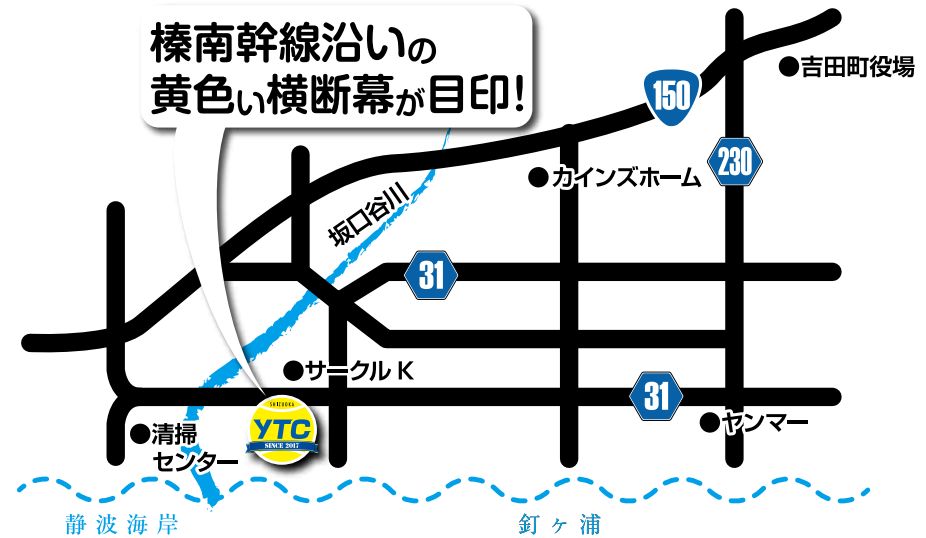 榛南幹線沿いの
黄色い横断幕が目印!
●吉田町役場
150
230
●カインズホーム
坂口谷川
31
●サークルK
31
●ヤンマー
SHIZUOKA
YTC
SINCE 2017
●清掃
センター
静波海岸
釘ヶ浦